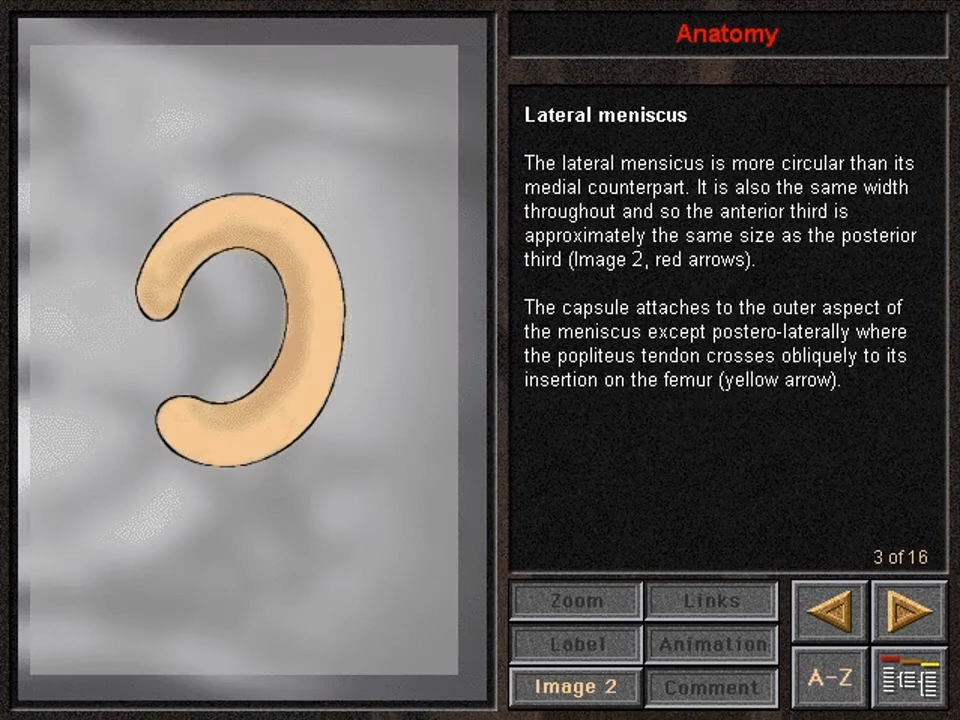 Anatomy
Lateral meniscus
The lateral mensicus is more circular than its
medial counterpart. It is also the same width
throughout and so the anterior third is
approximately the same size as the posterior
third (Image 2, red arrows).
The capsule attaches to the outer aspect of
the meniscus except postero-laterally where
the popliteus tendon crosses obliquely to its
insertion on the femur (yellow arrow).
3 of 16
Zoom
Links
Label
Animation
A-Z
Image 2
Comment